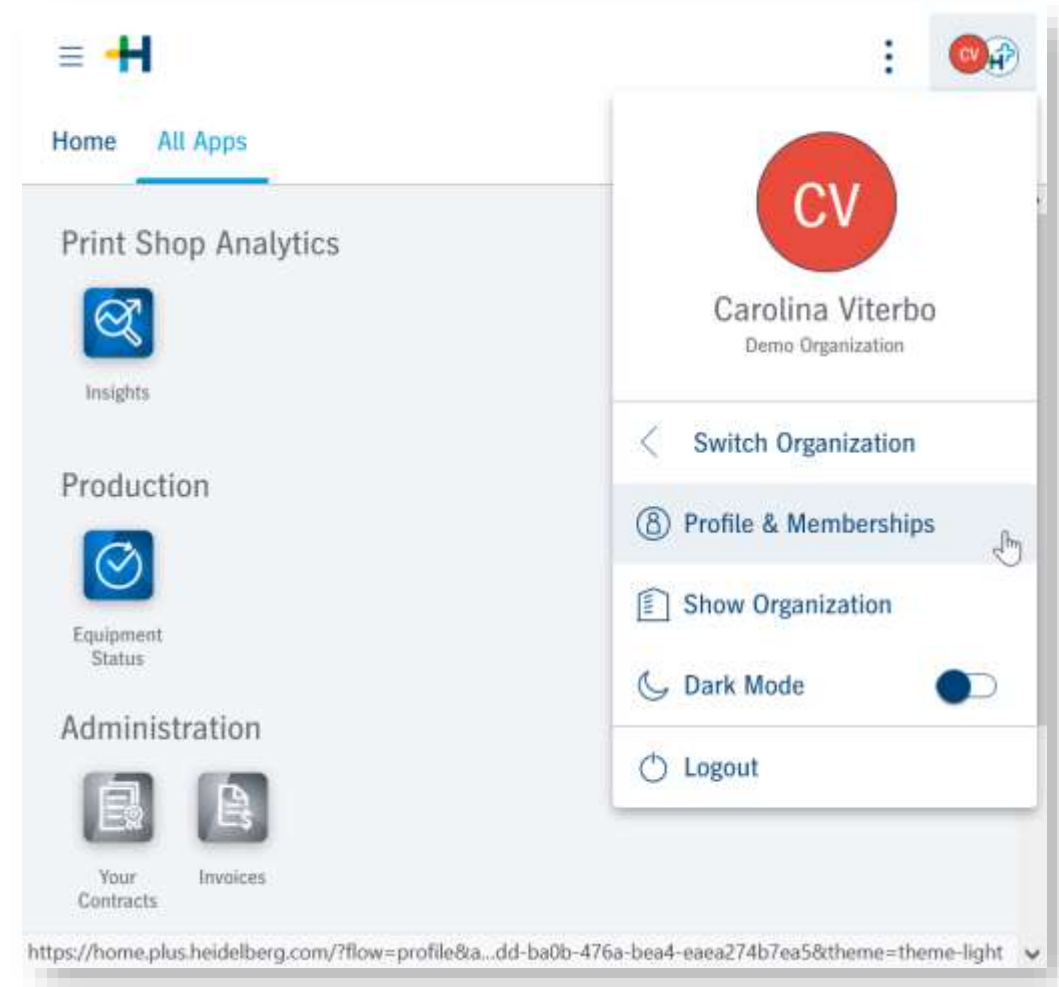 CV
Home All Apps
CV
Carolina Viterbo
Demo Organization
Switch Organization
Profile & Memberships
Show Organization
Dark Mode
Logout
Print Shop Analytics
Insights
Production
Equipment
Status
Administration
Your
Contracts
Invoices
https://home.plus.heidelberg.com/?flow=profile&a...dd-ba0b-476a-bea4-eaea274b7ea5&theme=theme-light